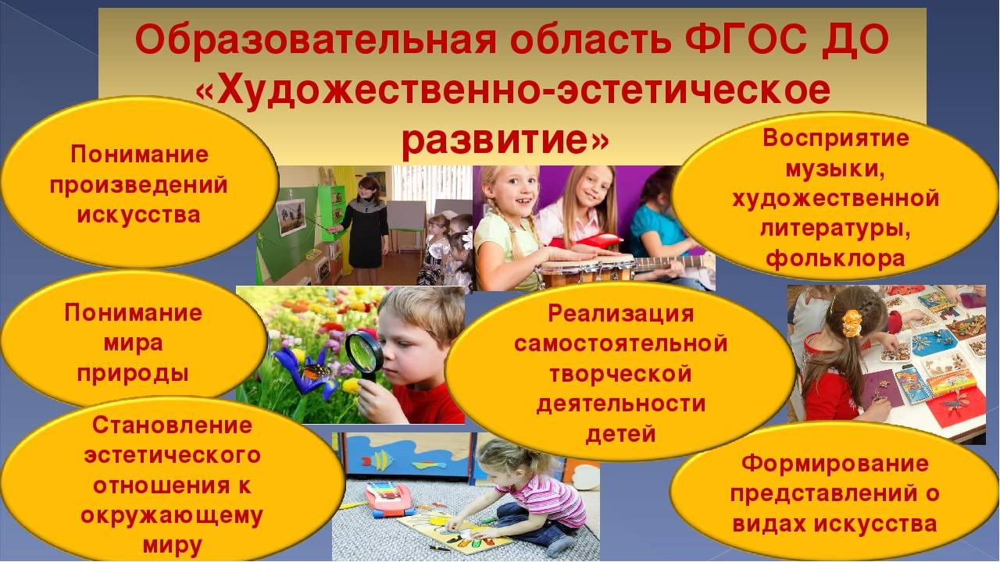 Образовательная область ФГОС ДО
«Художественно-эстетическое
развитие»
Понимание
произведений
искусства
Восприятие
музыки,
художественной
литературы,
фольклора
Понимание
мира
природы
Реализация
самостоятельной
творческой
деятельности
детей
Становление
эстетического
отношения к
окружающему
миру
Формирование
представлений о
видах искусства